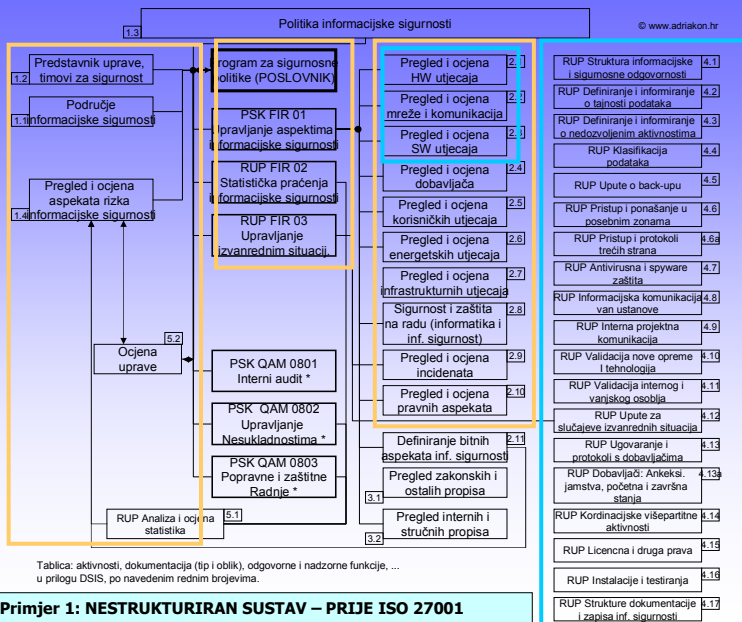 1.3
Politika informacijske sigurnosti
© www.adriakon.hr
Predstavnik uprave,
timovi za sigurnost
1.2
Područje
informacijske sigurnosti
1.1
Pregled i ocjena
aspekata rizka
informacijske sigurnosti
1.4
5.2
Ocjena
uprave
RUP Analiza i ocjena
statistika
5.1
Program za sigurnosne
politike (POSLOVNIK)
PSK FIR 01
Upravljanje aspektima
informacijske sigurnosti
RUP FIR 02
Statistička praćenja
informacijske sigurnosti
RUP FIR 03
Upravljanje
izvanrednim situacij.
PSK QAM 0801
Interni audit *
PSK QAM 0802
Upravljanje
Nesukladnostima *
PSK QAM 0803
Popravne i zaštitne
Radnje *
Pregled i ocjena
HW utjecaja
2.1
Pregled i ocjena
mreže i komunikacija
2.2
Pregled i ocjena
SW utjecaja
2.3
Pregled i ocjena
dobavljača
2.4
Pregled i ocjena
korisničkih utjecaja
2.5
Pregled i ocjena
energetskih utjecaja
2.6
Pregled i ocjena
infrastrukturnih utjecaja
2.7
Sigurnost i zaštita
na radu (informatika i
inf. sigurnost)
2.8
Pregled i ocjena
incidenata
2.9
Pregled i ocjena
pravnih aspekata
2.10
Definiranje bitnih
aspekata inf. sigurnosti
2.11
Pregled zakonskih i
ostalih propisa
3.1
Pregled internih i
stručnih propisa
3.2
RUP Struktura informacijske
i sigurnosne odgovornosti
4.1
RUP Definiranje i informiranje
o tajnosti podataka
4.2
RUP Definiranje i informiranje
o nedozvoljenim aktivnostima
4.3
RUP Klasifikacija
podataka
4.4
RUP Upute o back-upu
4.5
RUP Pristup i ponašanje u
posebnim zonama
4.6
RUP Pristup i protokoli
trećih strana
4.6a
RUP Antivirusna i spyware
zaštita
4.7
RUP Informacijska komunikacija
van ustanove
4.8
RUP Interna projektna
komunikacija
4.9
RUP Validacija nove opreme
I tehnologija
4.10
RUP Validacija internog i
vanjskog osoblja
4.11
RUP Upute za
slučajeve izvanrednih situacija
4.12
RUP Ugovaranje i
protokoli s dobavljačima
4.13
RUP Dobavljači: Ankeksi.
jamstva, početna i završna
stanja
4.13a
RUP Kordinacijske višepartitne
aktivnosti
4.14
RUP Licencna i druga prava
4.15
RUP Instalacije i testiranja
4.16
RUP Strukture dokumentacije
i zapisa inf. sigurnosti
4.17
Tablica: aktivnosti, dokumentacija (tip i oblik), odgovorne i nadzorne funkcije, ...
u prilogu DSIS, po navedenim rednim brojevima.
Primjer 1: NESTRUKTURIRAN SUSTAV – PRIJE ISO 27001